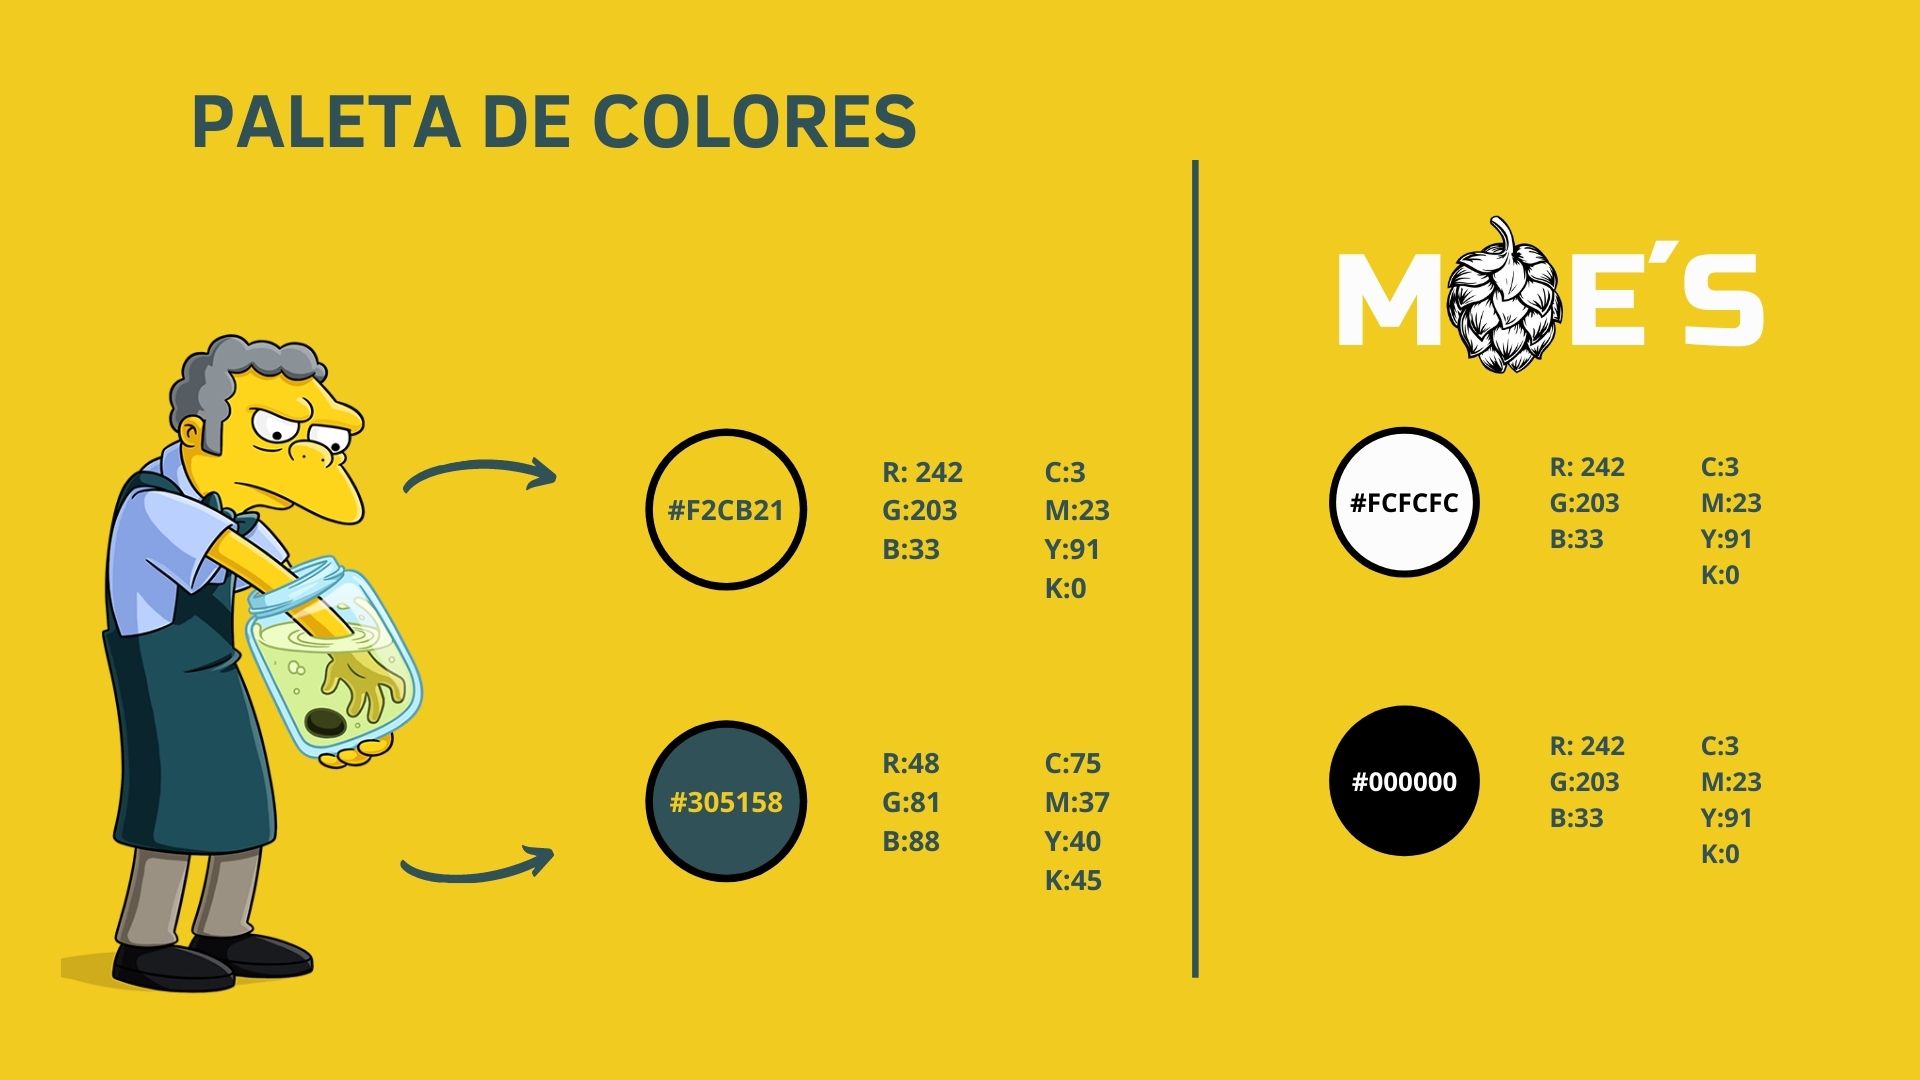 PALETA DE COLORES
#F2CB21
R: 242
G:203
B:33
C:3
M:23
Y:91
K:0
#305158
R:48
G:81
B:88
C:75
M:37
Y:40
K:45
MOE´S
#FCFCFC
R: 242
G:203
B:33
C:3
M:23
Y:91
K:0
#000000
R: 242
G:203
B:33
C:3
M:23
Y:91
K:0